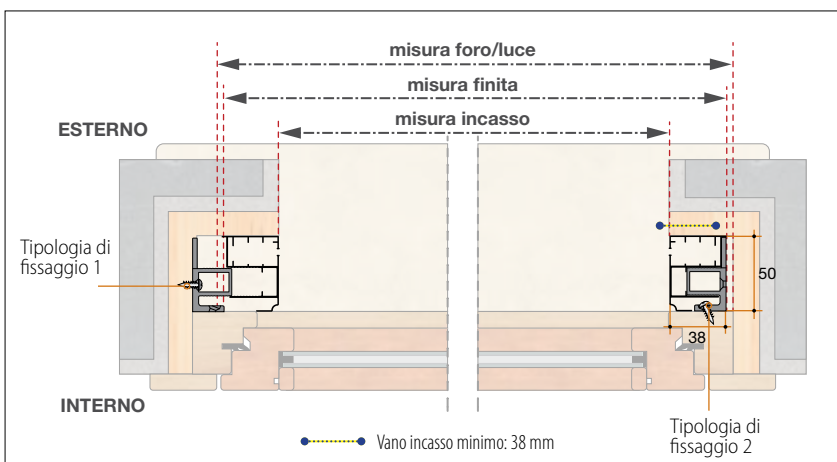 misura foro/luce
misura finita
misura incasso
ESTERNO
Tipologia di
fissaggio 1
50
38
INTERNO
Vano incasso minimo: 38 mm
Tipologia di
fissaggio 2